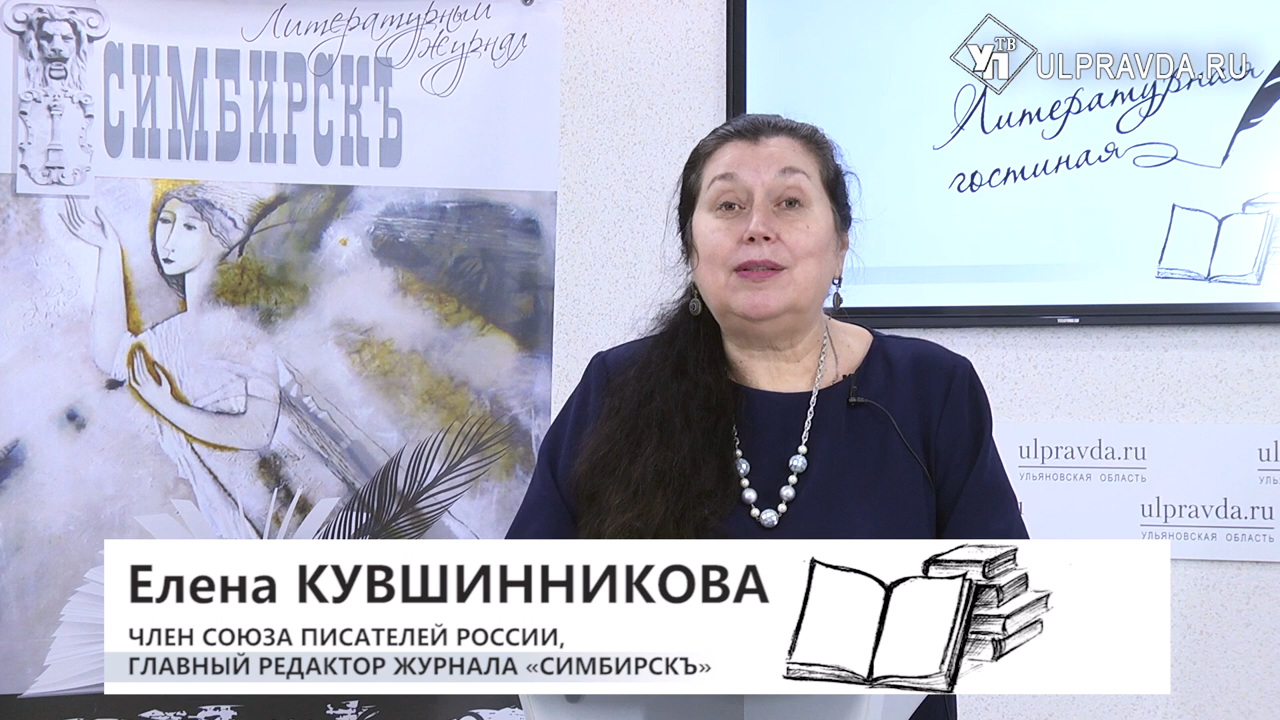 Литературный
журнал
СИМБИРСКЪ
УП ТВ
ULPRAVDA.RU
Литературная
гостиная
ulpravda.ru
УЛЬЯНОВСКАЯ ОБЛАСТЬ
ulpravda.ru
УЛЬЯНОВСКАЯ ОБЛАСТЬ
Елена КУВШИННИКОВА
ЧЛЕН СОЮЗА ПИСАТЕЛЕЙ РОССИИ,
ГЛАВНЫЙ РЕДАКТОР ЖУРНАЛА «СИМБИРСКЪ»